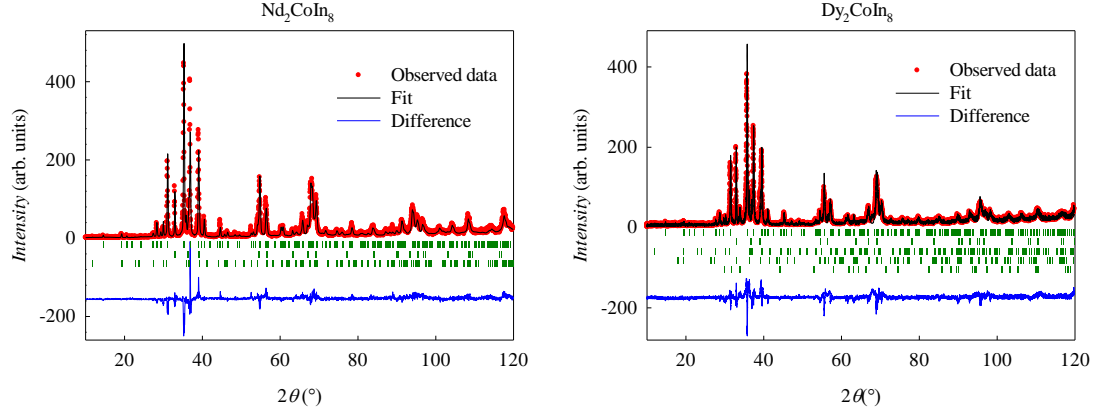 Nd₂CoIn₈
Intensity (arb. units)
400
200
0
-200
Observed data
Fit
Difference
20 40 60 80 100 120
2θ (°)
Dy₂CoIn₈
Intensity (arb. units)
400
200
0
-200
Observed data
Fit
Difference
20 40 60 80 100 120
2θ(°)